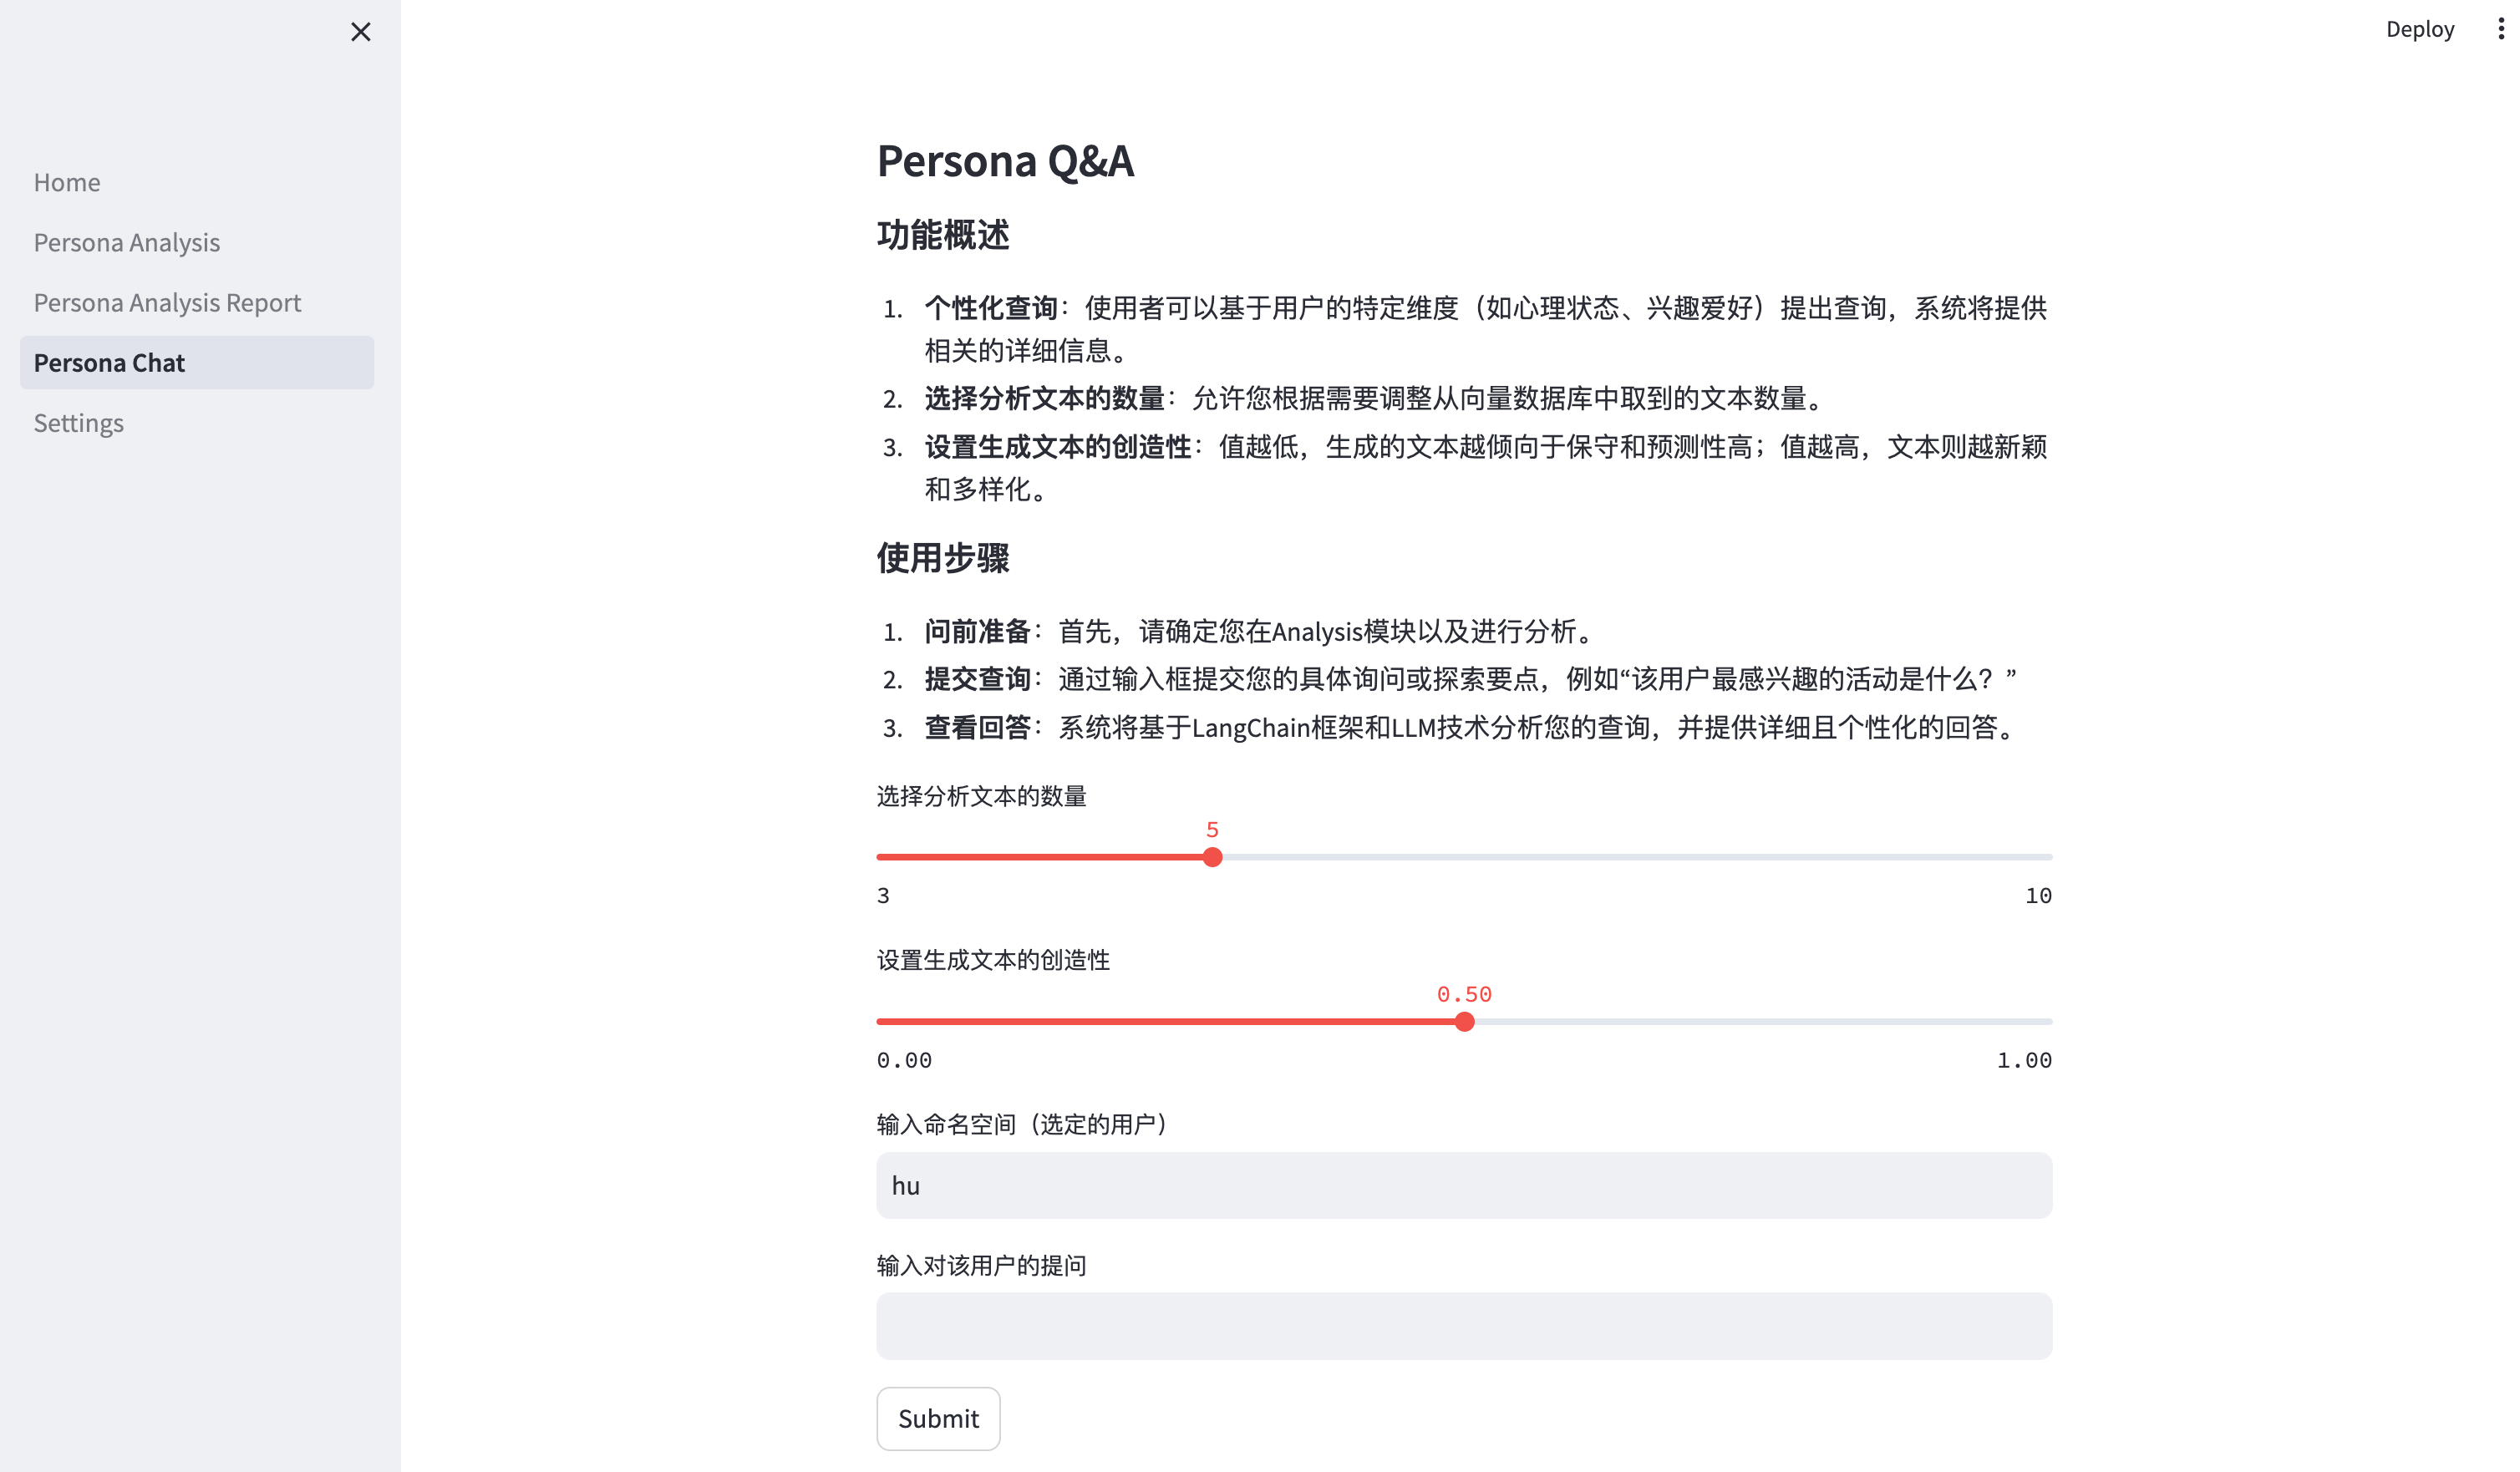 Deploy
Home
Persona Analysis
Persona Analysis Report
Persona Chat
Settings
Persona Q&A
功能概述
1. 个性化查询：使用者可以基于用户的特定维度（如心理状态、兴趣爱好）提出查询，系统将提供
相关的详细信息。
2. 选择分析文本的数量：允许您根据需要调整从向量数据库中取到的文本数量。
3. 设置生成文本的创造性：值越低，生成的文本越倾向于保守和预测性高；值越高，文本则越新颖
和多样化。
使用步骤
1. 问前准备：首先，请确定您在Analysis模块以及进行分析。
2. 提交查询：通过输入框提交您的具体询问或探索要点，例如“该用户最感兴趣的活动是什么？”
3. 查看回答：系统将基于LangChain框架和LLM技术分析您的查询，并提供详细且个性化的回答。
选择分析文本的数量
5
3 10
设置生成文本的创造性
0.50
0.00 1.00
输入命名空间（选定的用户）
hu
输入对该用户的提问
Submit